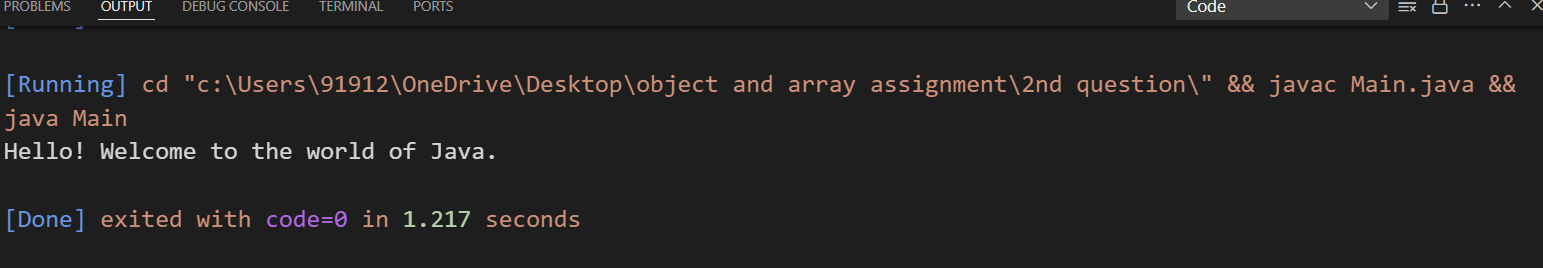 PROBLEMS OUTPUT DEBUG CONSOLE TERMINAL PORTS Code
[Running] cd "c:\Users\91912\OneDrive\Desktop\object and array assignment\2nd question\" && javac Main.java &&
java Main
Hello! Welcome to the world of Java.
[Done] exited with code=0 in 1.217 seconds